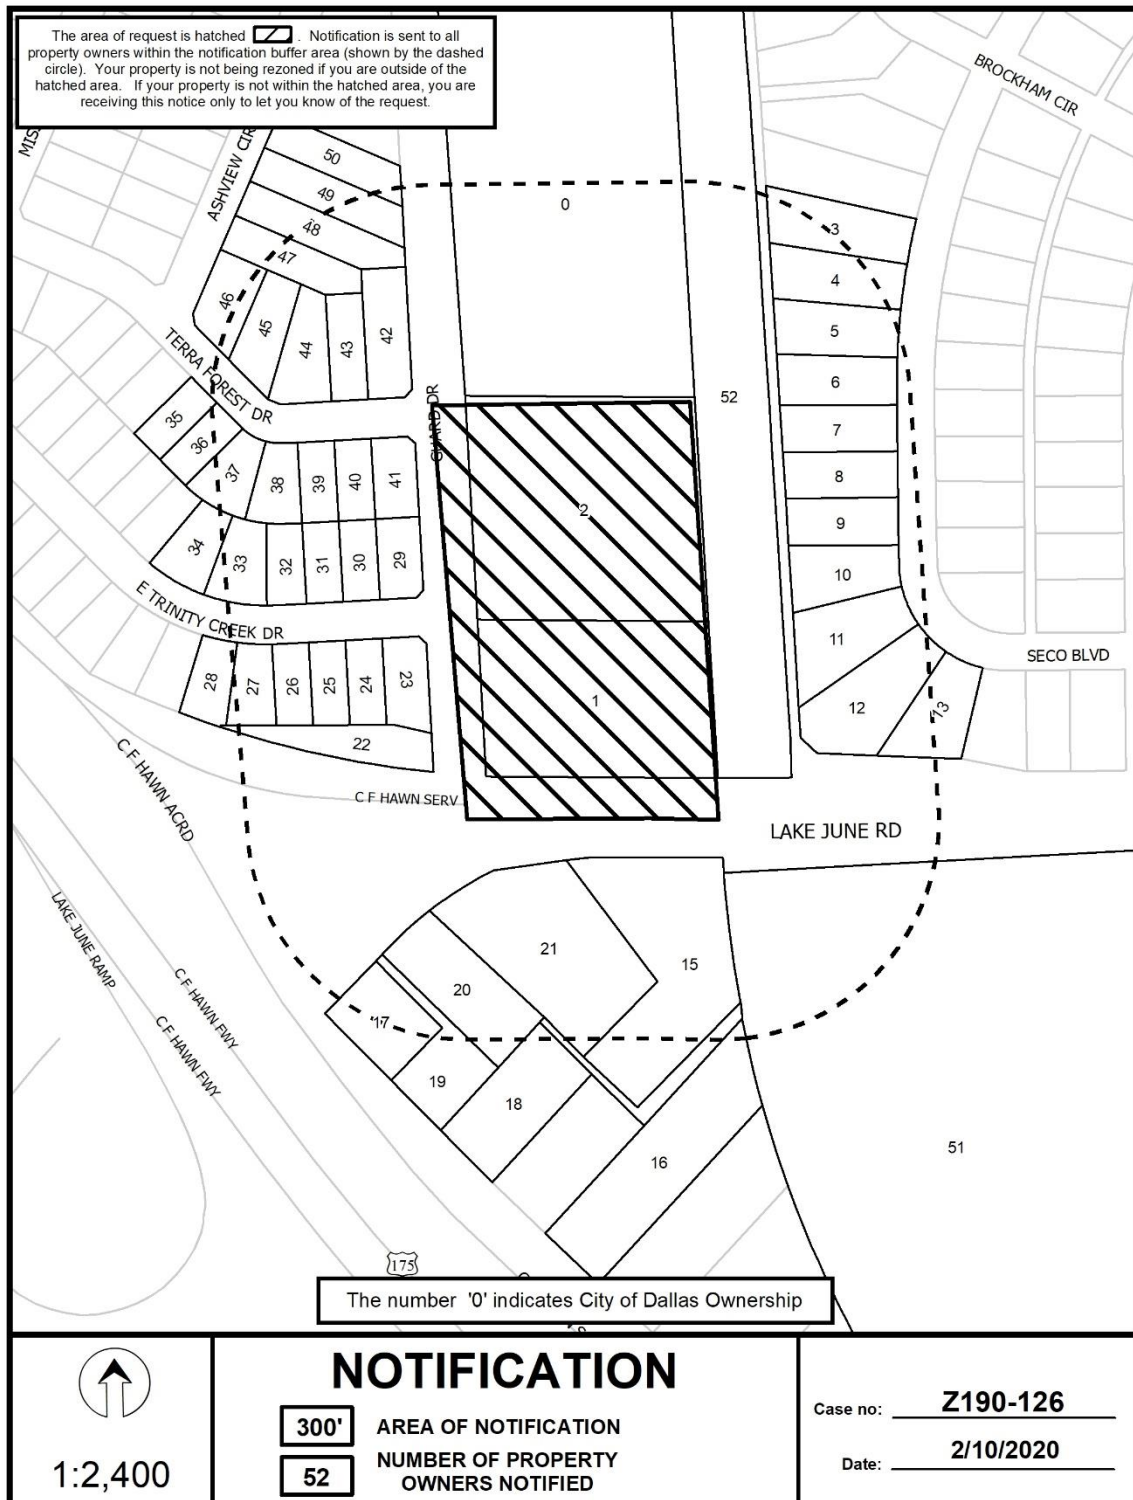 The area of request is hatched . Notification is sent to all
property owners within the notification buffer area (shown by the dashed
circle). Your property is not being rezoned if you are outside of the
hatched area. If your property is not within the hatched area, you are
receiving this notice only to let you know of the request.
BROCKHAM CIR
ASHVIEW CIR
50
49
48
47
46
45
44
43
42
0
3
4
5
6
7
8
9
10
11
12
13
52
TERRA FOREST DR
GUARD DR
35
36
37
38
39
40
41
34
33
32
31
30
29
2
E TRINITY CREEK DR
28
27
26
25
24
23
22
1
SECO BLVD
C F HAWN ACRD
C F HAWN SERV
LAKE JUNE RD
LAKE JUNE RAMP
C F HAWN FWY
C F HAWN FWY
21
15
20
17
19
18
16
51
175
The number '0' indicates City of Dallas Ownership
1:2,400
NOTIFICATION
300' AREA OF NOTIFICATION
52 NUMBER OF PROPERTY
OWNERS NOTIFIED
Case no: Z190-126
Date: 2/10/2020